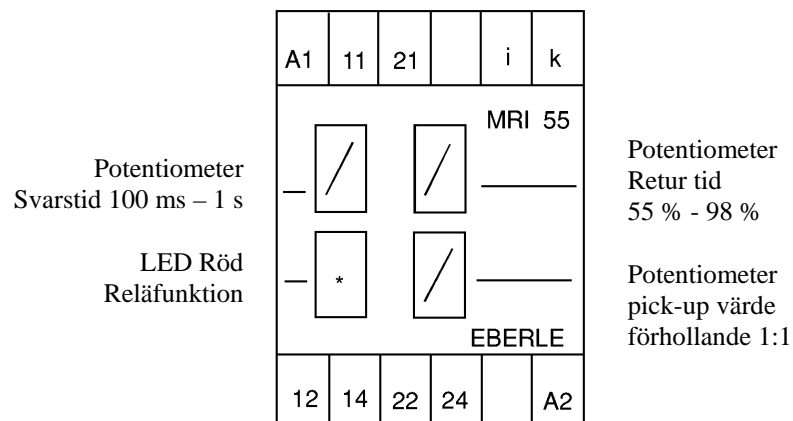 A1 11 21 i k
MRI 55
Potentiometer
Svarstid 100 ms – 1 s
Potentiometer
Retur tid
55 % - 98 %
LED Röd
Reläfunktion
*
Potentiometer
pick-up värde
förhollande 1:1
EBERLE
12 14 22 24 A2